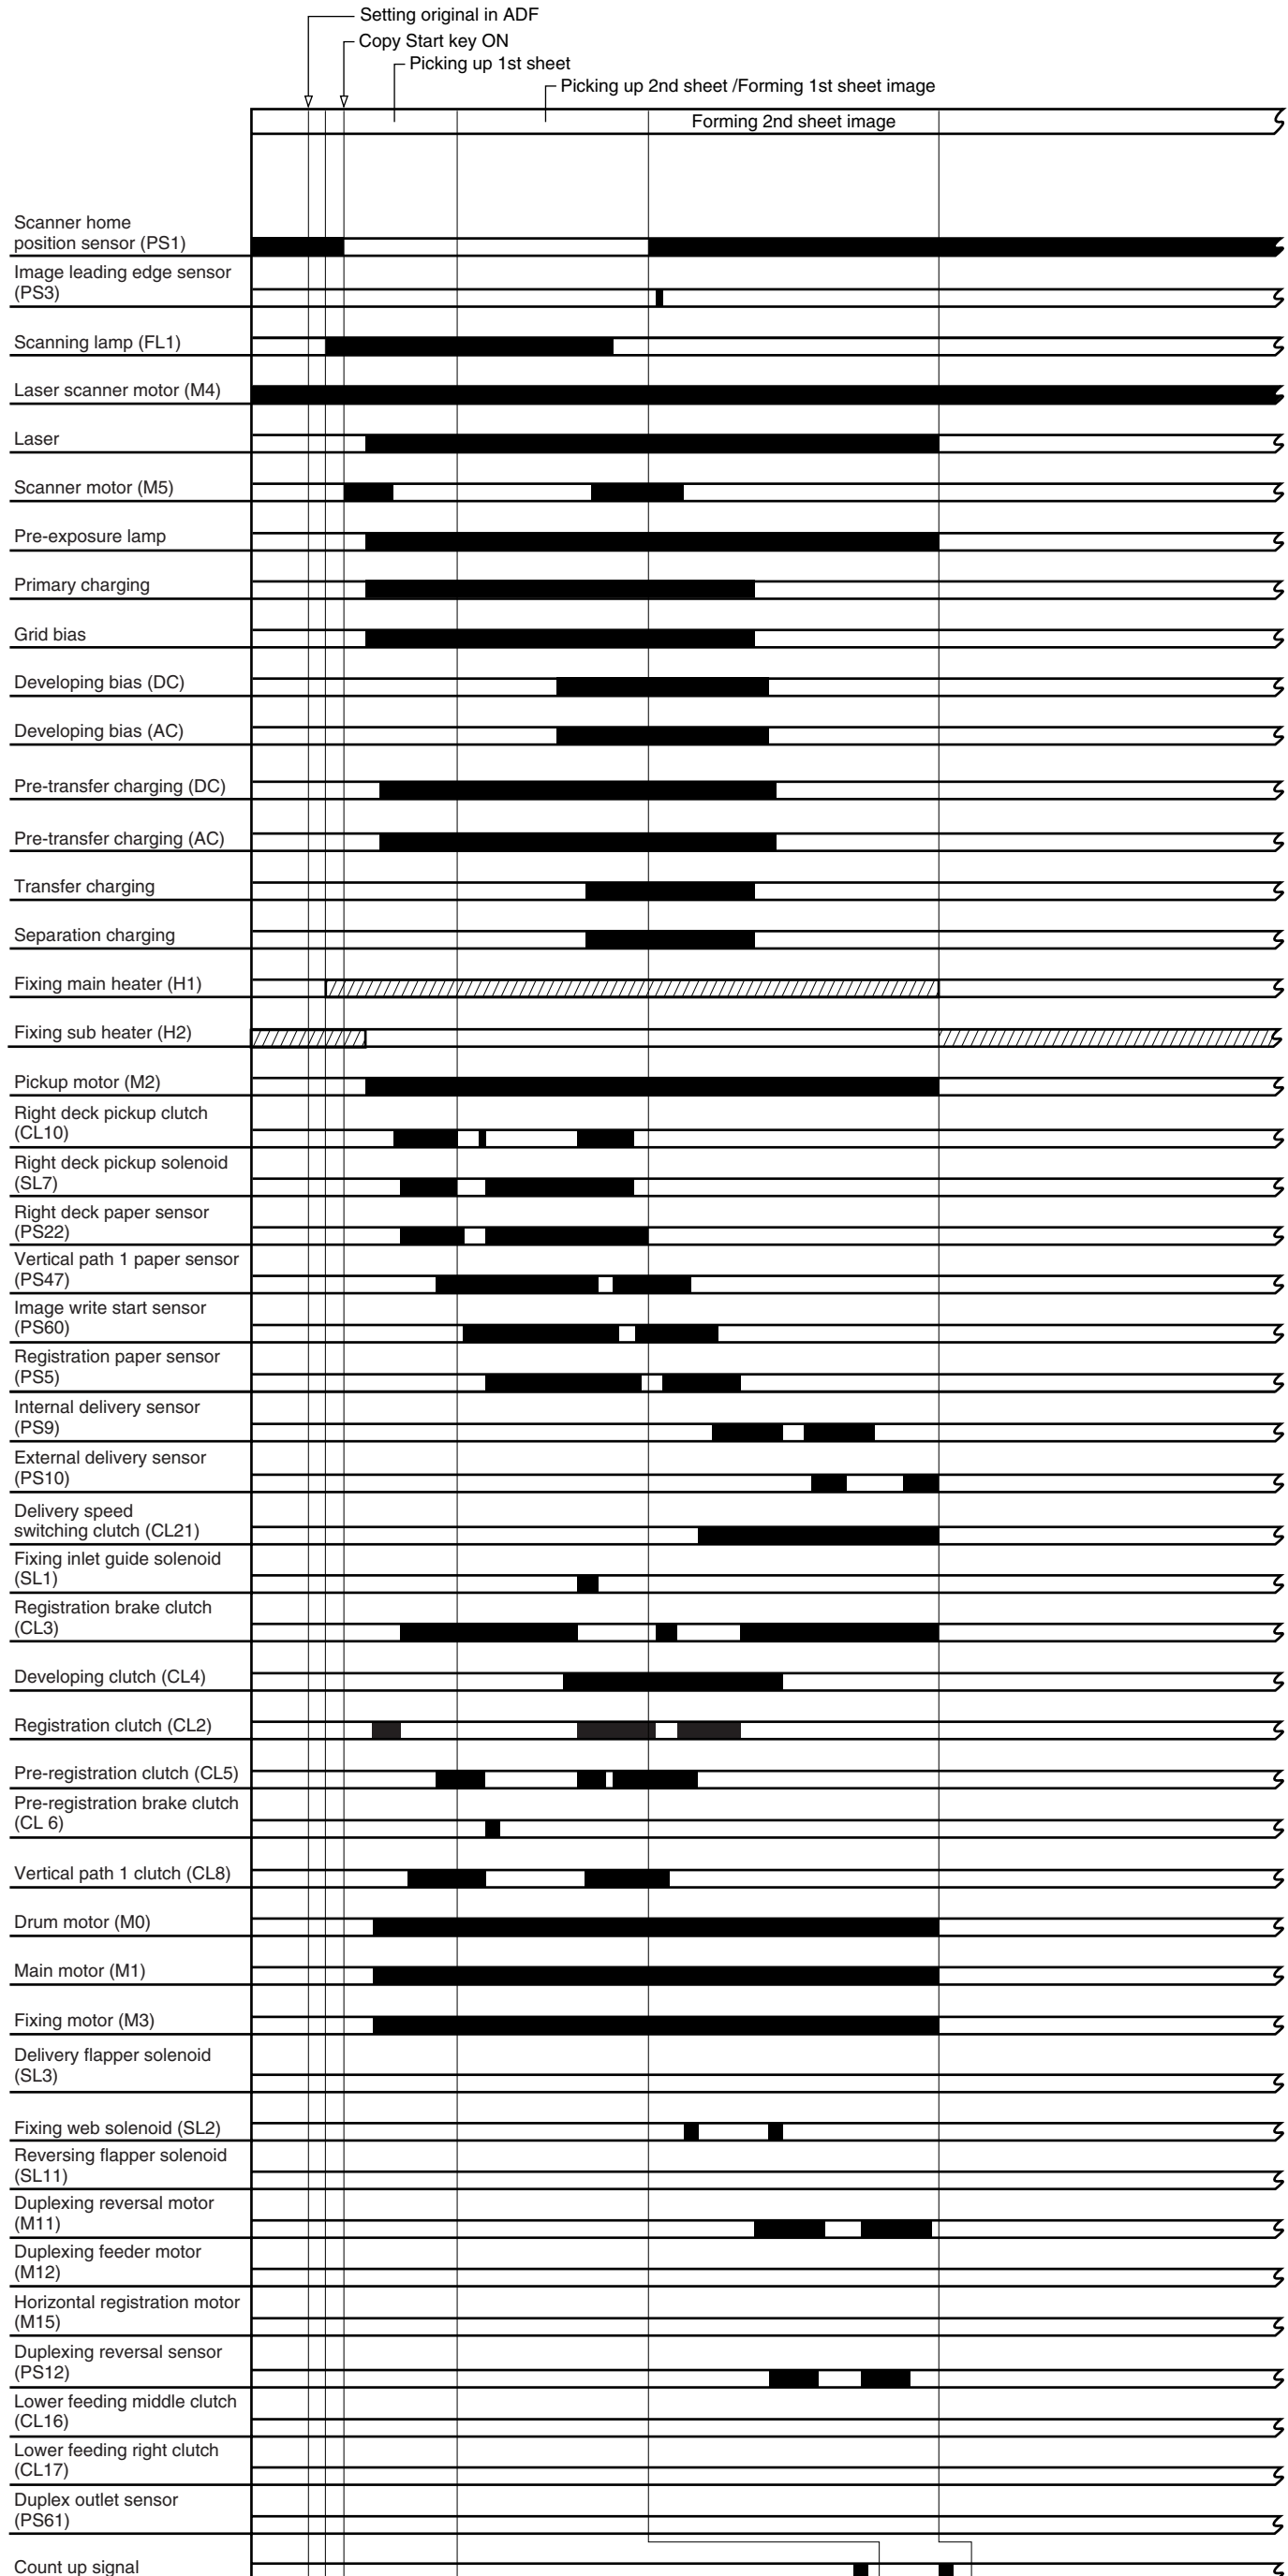 Setting original in ADF
Copy Start key ON
Picking up 1st sheet
Picking up 2nd sheet /Forming 1st sheet image
Forming 2nd sheet image
Scanner home
position sensor (PS1)
Image leading edge sensor
(PS3)
Scanning lamp (FL1)
Laser scanner motor (M4)
Laser
Scanner motor (M5)
Pre-exposure lamp
Primary charging
Grid bias
Developing bias (DC)
Developing bias (AC)
Pre-transfer charging (DC)
Pre-transfer charging (AC)
Transfer charging
Separation charging
Fixing main heater (H1)
Fixing sub heater (H2)
Pickup motor (M2)
Right deck pickup clutch
(CL10)
Right deck pickup solenoid
(SL7)
Right deck paper sensor
(PS22)
Vertical path 1 paper sensor
(PS47)
Image write start sensor
(PS60)
Registration paper sensor
(PS5)
Internal delivery sensor
(PS9)
External delivery sensor
(PS10)
Delivery speed
switching clutch (CL21)
Fixing inlet guide solenoid
(SL1)
Registration brake clutch
(CL3)
Developing clutch (CL4)
Registration clutch (CL2)
Pre-registration clutch (CL5)
Pre-registration brake clutch
(CL 6)
Vertical path 1 clutch (CL8)
Drum motor (M0)
Main motor (M1)
Fixing motor (M3)
Delivery flapper solenoid
(SL3)
Fixing web solenoid (SL2)
Reversing flapper solenoid
(SL11)
Duplexing reversal motor
(M11)
Duplexing feeder motor
(M12)
Horizontal registration motor
(M15)
Duplexing reversal sensor
(PS12)
Lower feeding middle clutch
(CL16)
Lower feeding right clutch
(CL17)
Duplex outlet sensor
(PS61)
Count up signal